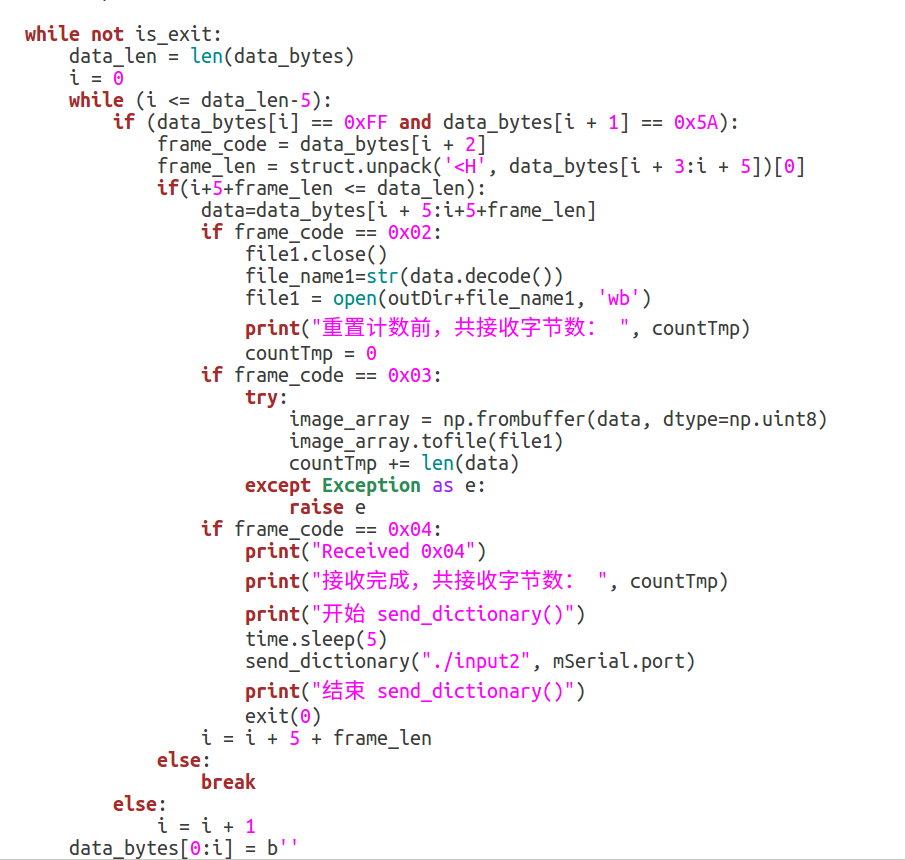 while not is_exit:
    data_len = len(data_bytes)
    i = 0
    while (i <= data_len-5):
        if (data_bytes[i] == 0xFF and data_bytes[i + 1] == 0x5A):
            frame_code = data_bytes[i + 2]
            frame_len = struct.unpack('<H', data_bytes[i + 3:i + 5])[0]
            if(i+5+frame_len <= data_len):
                data=data_bytes[i + 5:i+5+frame_len]
                if frame_code == 0x02:
                    file1.close()
                    file_name1=str(data.decode())
                    file1 = open(outDir+file_name1, 'wb')
                    print("重置计数前，共接收字节数： ", countTmp)
                    countTmp = 0
                if frame_code == 0x03:
                    try:
                        image_array = np.frombuffer(data, dtype=np.uint8)
                        image_array.tofile(file1)
                        countTmp += len(data)
                    except Exception as e:
                        raise e
                if frame_code == 0x04:
                    print("Received 0x04")
                    print("接收完成，共接收字节数： ", countTmp)
                    print("开始 send_dictionary()")
                    time.sleep(5)
                    send_dictionary("./input2", mSerial.port)
                    print("结束 send_dictionary()")
                    exit(0)
                i = i + 5 + frame_len
            else:
                break
        else:
            i = i + 1
    data_bytes[0:i] = b''